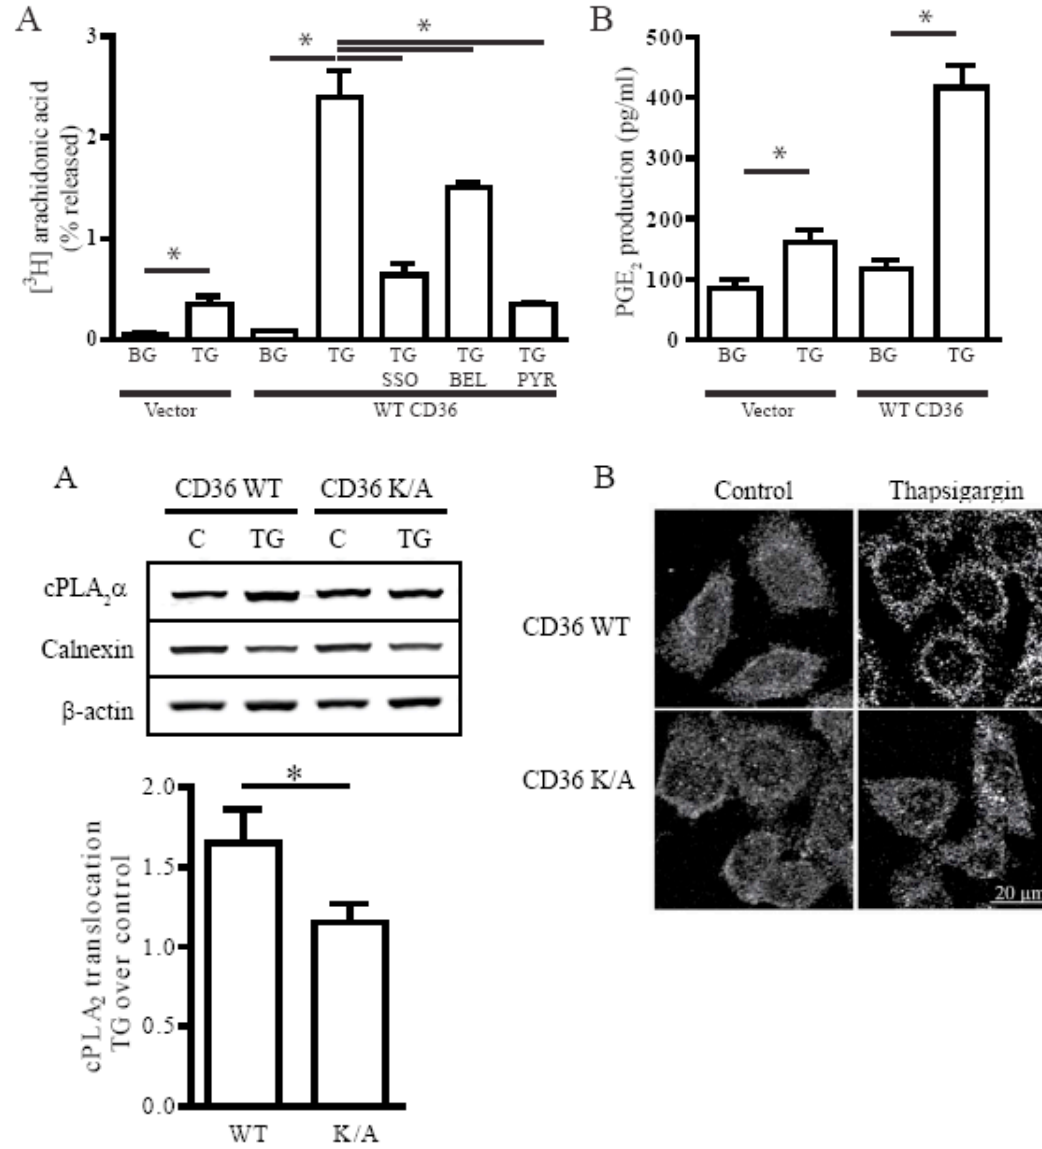 A
3
2
1
0
[³H] arachidonic acid
(% released)
*
*
*
BG
TG
BG
TG
TG
TG
TG
SSO
BEL
PYR
Vector
WT CD36
B
500
400
300
200
100
0
PGE₂ production (pg/ml)
*
*
BG
TG
BG
TG
Vector
WT CD36
A
CD36 WT
CD36 K/A
C
TG
C
TG
cPLA₂α
Calnexin
β-actin
2.0
1.5
1.0
0.5
0.0
cPLA₂ translocation
TG over control
*
WT
K/A
B
Control
Thapsigargin
CD36 WT
CD36 K/A
20 µm